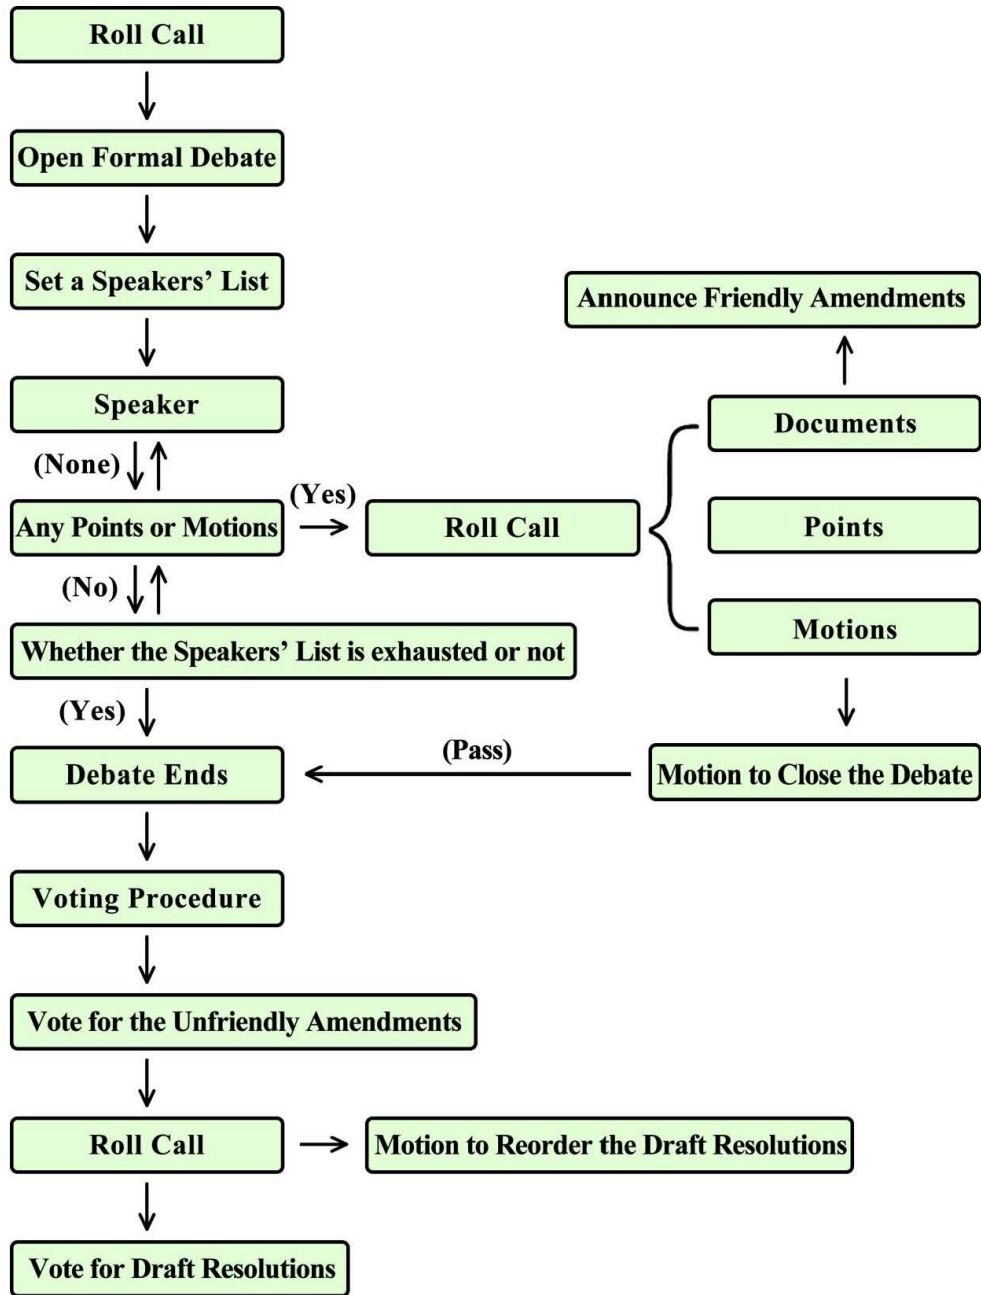 Roll Call
Open Formal Debate
Set a Speakers' List
Announce Friendly Amendments
Speaker
Documents
(None)
(Yes)
Any Points or Motions
Roll Call
Points
(No)
Motions
Whether the Speakers' List is exhausted or not
(Yes)
(Pass)
Debate Ends
Motion to Close the Debate
Voting Procedure
Vote for the Unfriendly Amendments
Roll Call
Motion to Reorder the Draft Resolutions
Vote for Draft Resolutions